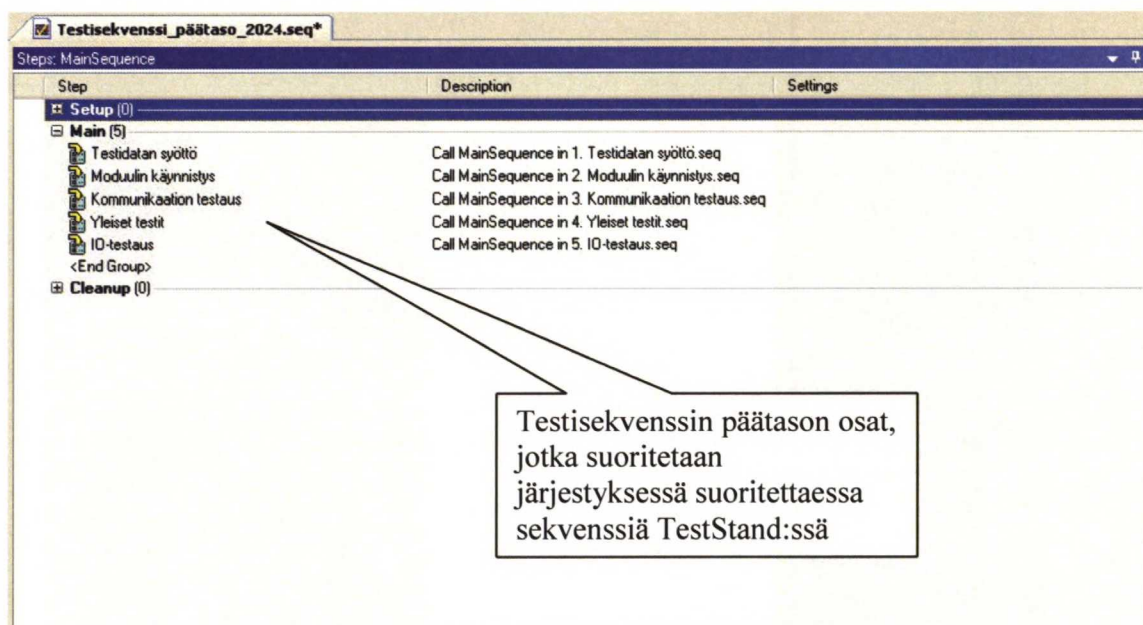 Testisekvenssi_päätaso_2024.seq*
Steps: MainSequence
Step Description Settings
Setup (0)
Main (5)
Testidatan syöttö Call MainSequence in 1. Testidatan syöttö.seq
Moduulin käynnistys Call MainSequence in 2. Moduulin käynnistys.seq
Kommunikaation testaus Call MainSequence in 3. Kommunikaation testaus.seq
Yleiset testit Call MainSequence in 4. Yleiset testit.seq
IO-testaus Call MainSequence in 5. IO-testaus.seq
<End Group>
Cleanup (0)
Testisekvenssin päätason osat,
jotka suoritetaan
järjestyksessä suoritettaessa
sekvenssiä TestStand:ssä